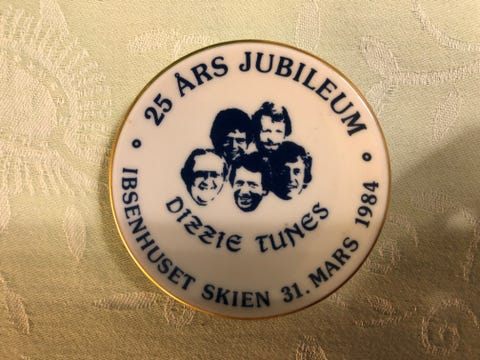 25 ÅRS JUBILEUM
DIZZIE TUNES
IBSENHUSET SKIEN 31. MARS 1984